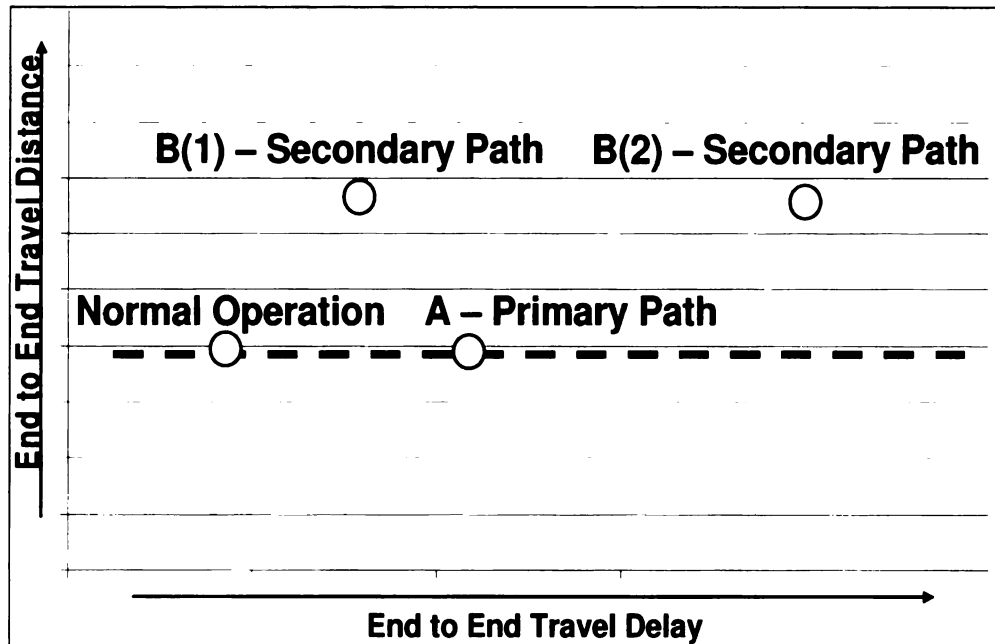 End to End Travel Distance
B(1) – Secondary Path
B(2) – Secondary Path
Normal Operation
A – Primary Path
End to End Travel Delay